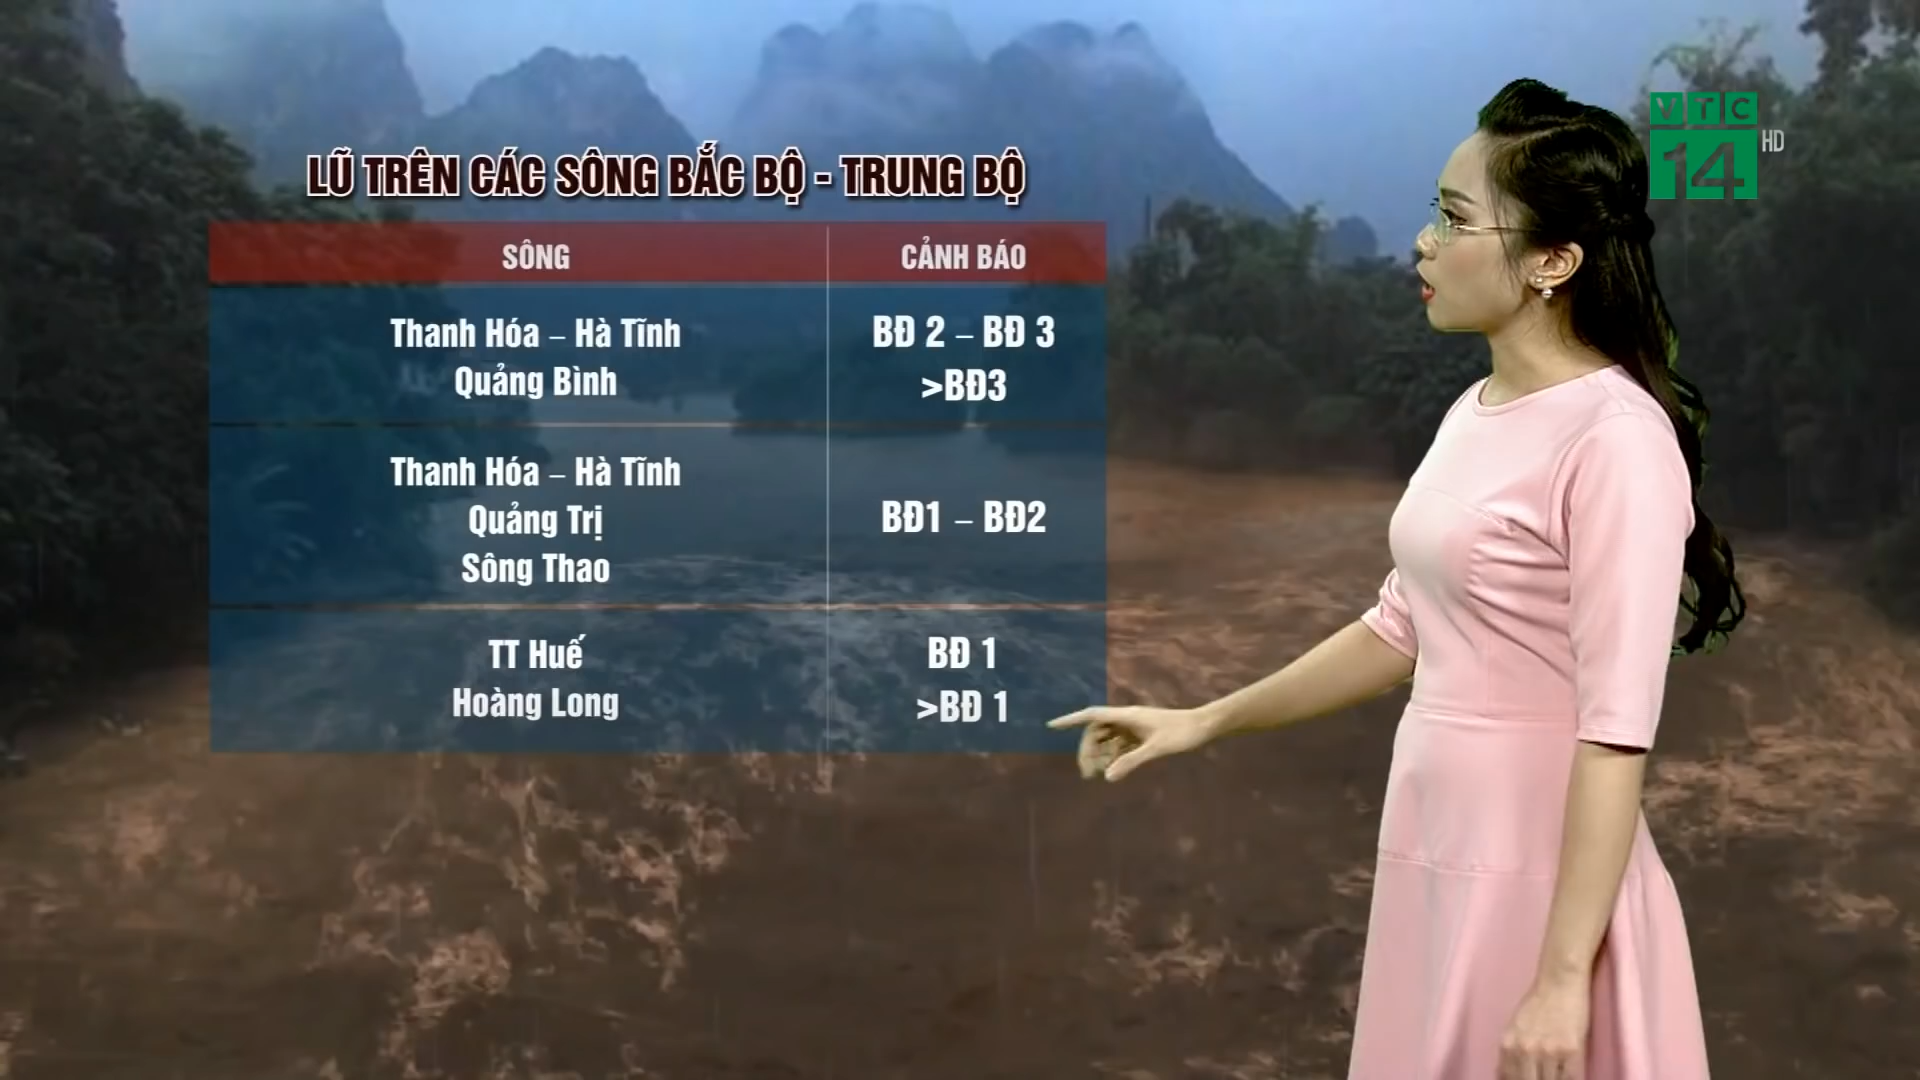 LŨ TRÊN CÁC SÔNG BẮC BỘ - TRUNG BỘ
SÔNG
CẢNH BÁO
Thanh Hóa – Hà Tĩnh
Quảng Bình
BĐ 2 – BĐ 3
>BĐ3
Thanh Hóa – Hà Tĩnh
Quảng Trị
Sông Thao
BĐ1 – BĐ2
TT Huế
Hoàng Long
BĐ 1
>BĐ 1
VTC
14
HD